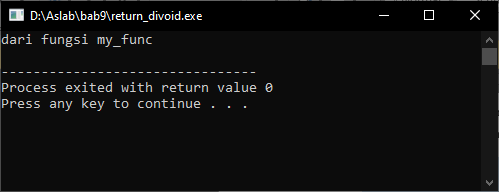 D:\Aslab\bab9\return_divoid.exe
dari fungsi my_func
--------------------------------
Process exited with return value 0
Press any key to continue . . .